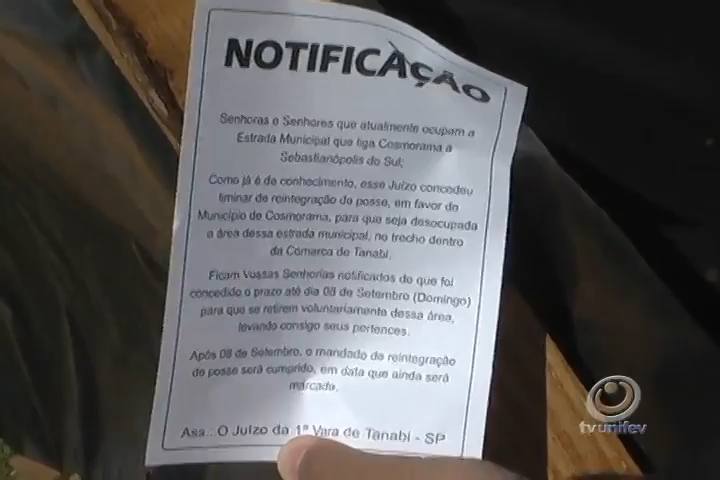 NOTIFICAÇÃO
Senhoras e Senhores que atualmente ocupam a
Estrada Municipal que liga Cosmorama a
Sebastianópolis do Sul;
Como já é de conhecimento, esse Juízo concedeu
liminar de reintegração de posse, em favor do
Município de Cosmorama, para que seja desocupada
a área dessa estrada municipal, no trecho dentro
da Comarca de Tanabi.
Ficam Vossas Senhorias notificados de que foi
concedido o prazo até dia 08 de Setembro (Domingo)
para que se retirem voluntariamente dessa área,
levando consigo seus pertences.
Após 08 de Setembro, o mandado de reintegração
de posse será cumprido, em data que ainda será
marcada.
Ass.: O Juízo da 1ª Vara de Tanabi - SP
tv unifev